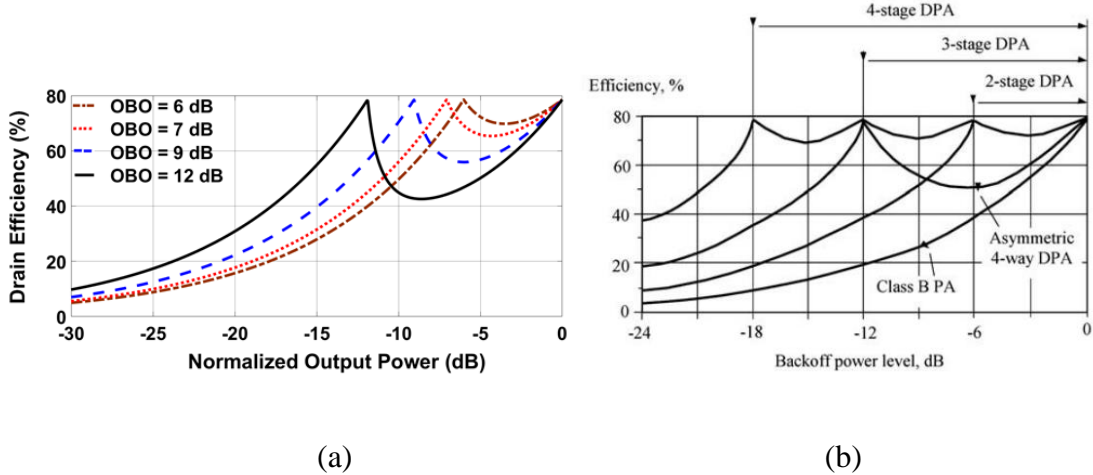 80
60
40
20
0
Drain Efficiency (%)
OBO = 6 dB
OBO = 7 dB
OBO = 9 dB
OBO = 12 dB
-30 -25 -20 -15 -10 -5 0
Normalized Output Power (dB)
(a)
4-stage DPA
3-stage DPA
2-stage DPA
Efficiency, %
80
60
40
20
0
Asymmetric
4-way DPA
Class B PA
-24 -18 -12 -6 0
Backoff power level, dB
(b)